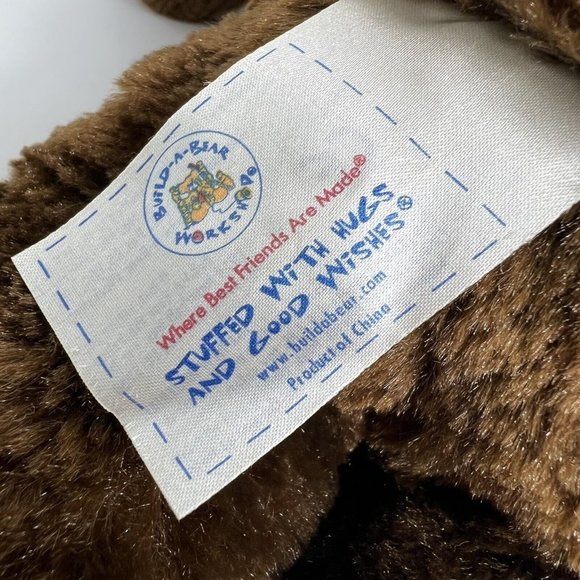 BUILD-A-BEAR
WORKSHOP®
Where Best Friends Are Made®
STUFFED WITH HUGS
AND GOOD WISHES®
www.buildabear.com
Product of China